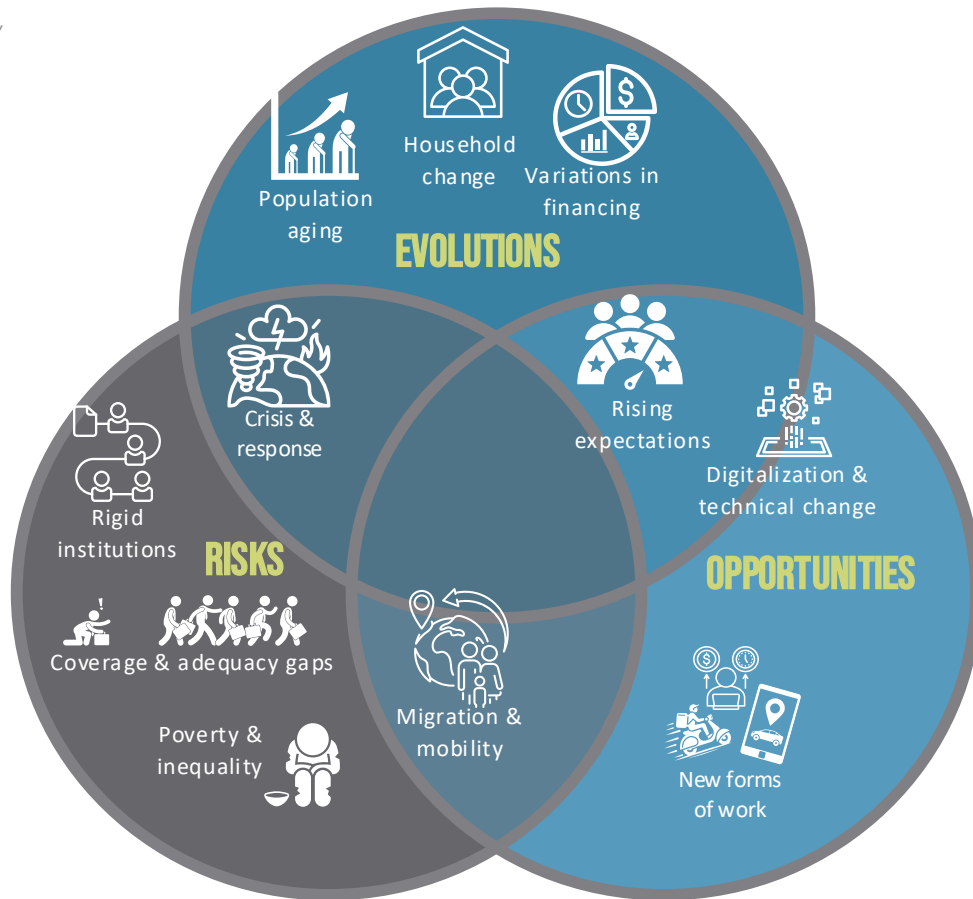 Household
change
Variations in
financing
Population
aging
EVOLUTIONS
Crisis &
response
Rising
expectations
Digitalization &
technical change
Rigid
institutions
RISKS
OPPORTUNITIES
Coverage & adequacy gaps
Migration &
mobility
Poverty &
inequality
New forms
of work